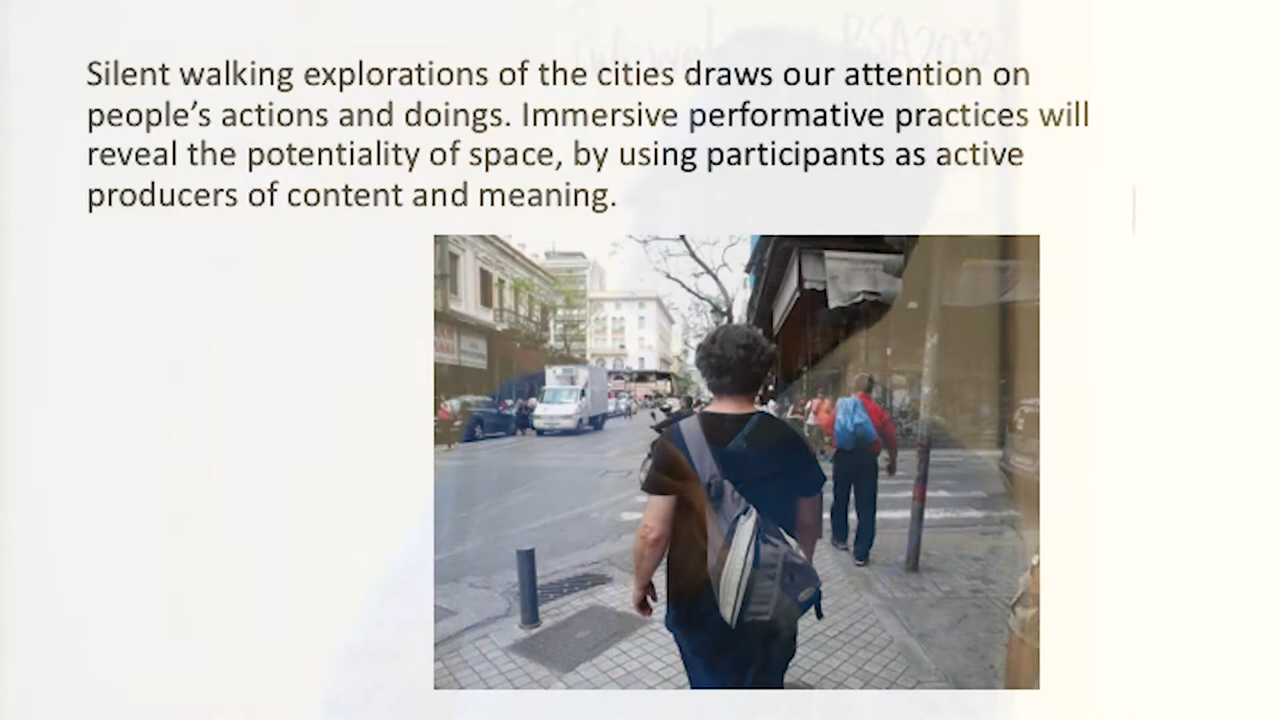 Silent walking explorations of the cities draws our attention on
people's actions and doings. Immersive performative practices will
reveal the potentiality of space, by using participants as active
producers of content and meaning.